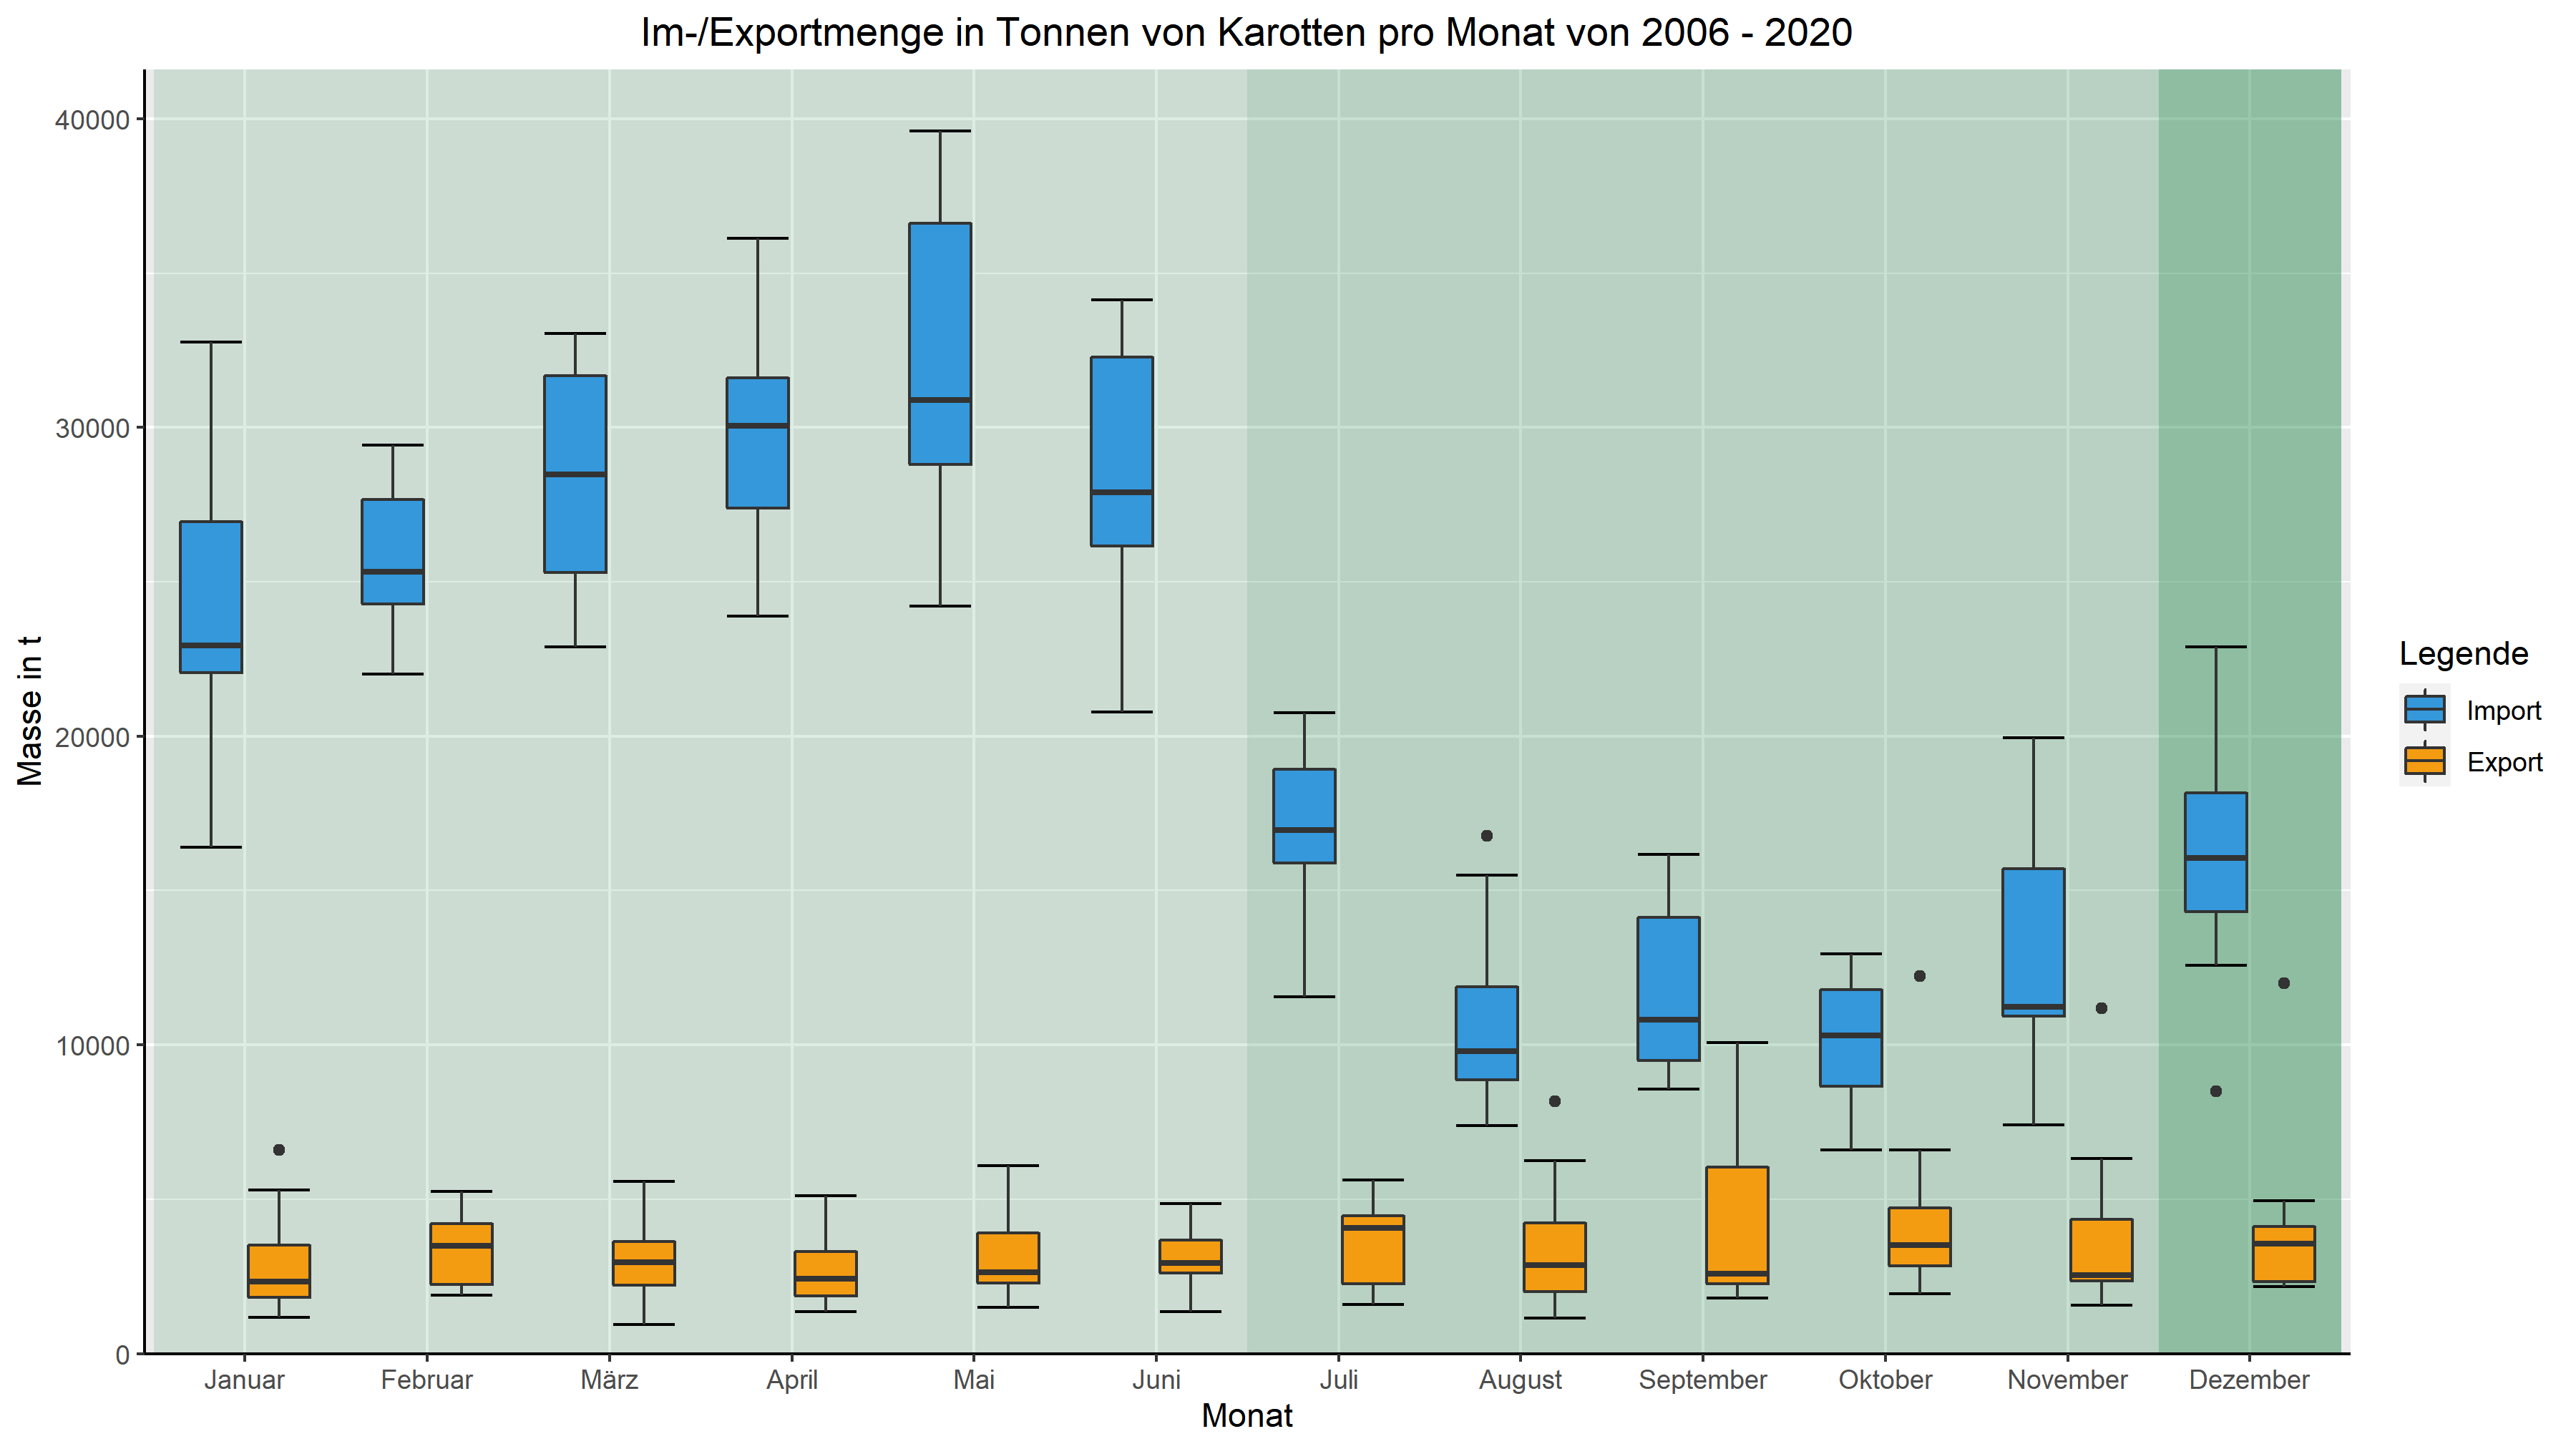 Im-/Exportmenge in Tonnen von Karotten pro Monat von 2006 - 2020
Masse in t
40000
30000
20000
10000
0
Januar Februar März April Mai Juni Juli August September Oktober November Dezember
Monat
Legende
Import
Export